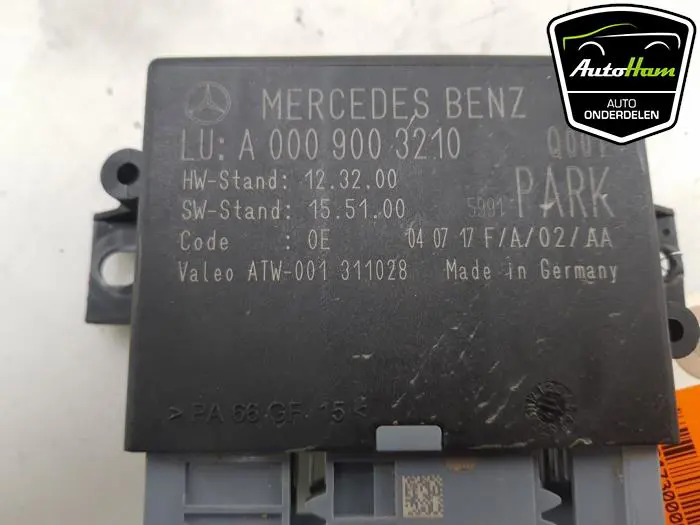 AutoHam
AUTO
ONDERDELEN
MERCEDES BENZ
LU: A 000 900 3210 Q001
HW-Stand: 12.32.00
SW-Stand: 15.51.00 5991 PARK
Code : 0E 04 07 17 F/A/02/AA
Valeo ATW-001 311028 Made in Germany
> PA 66 GF 15 <